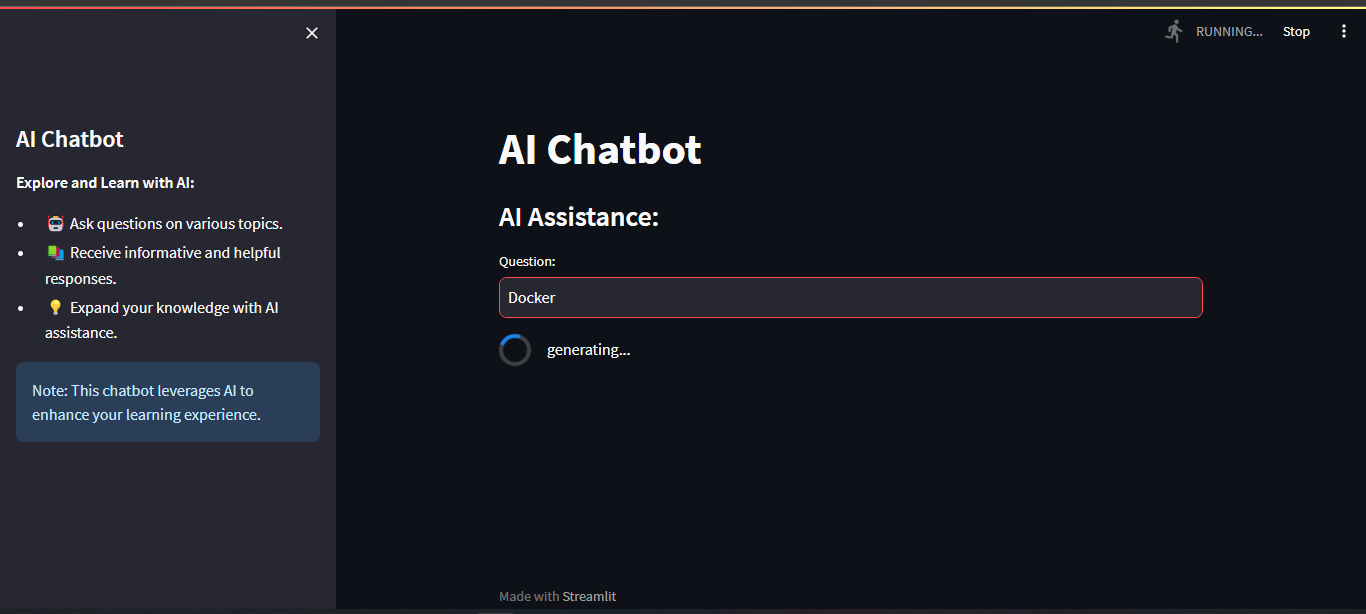 RUNNING...
Stop
AI Chatbot
Explore and Learn with AI:
Ask questions on various topics.
Receive informative and helpful
responses.
Expand your knowledge with AI
assistance.
Note: This chatbot leverages AI to
enhance your learning experience.
AI Chatbot
AI Assistance:
Question:
Docker
generating...
Made with Streamlit